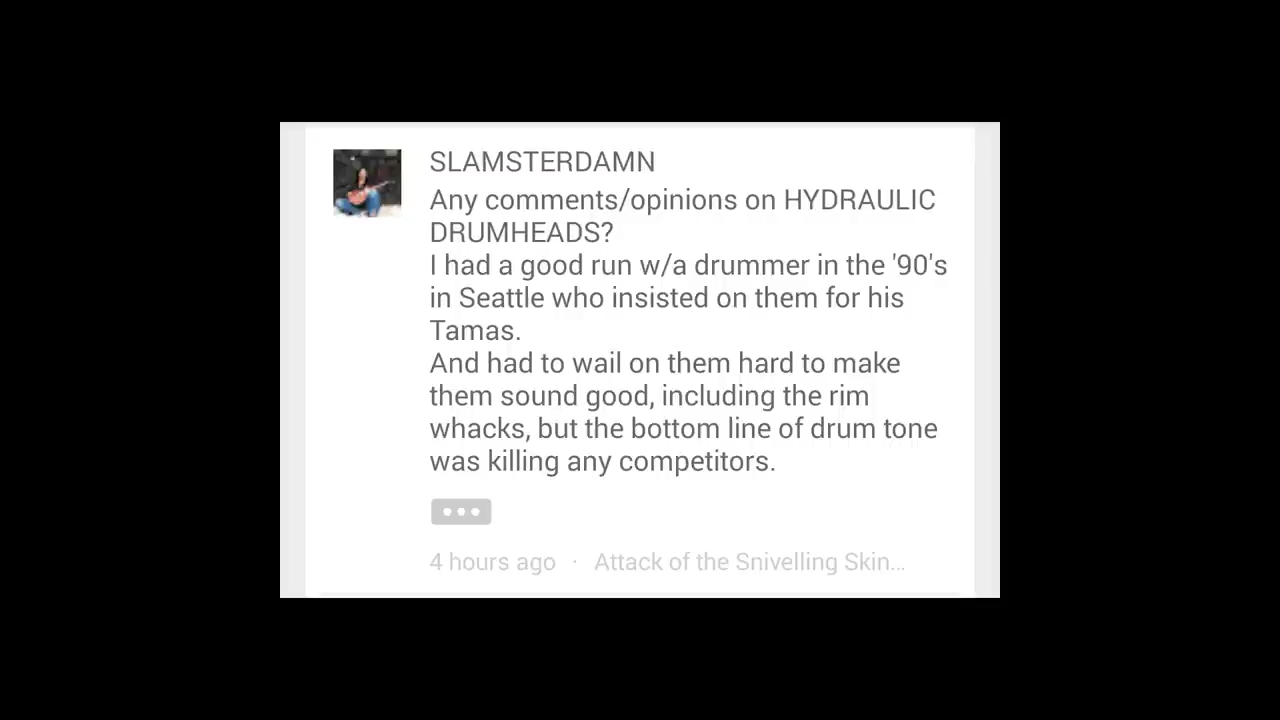 SLAMSTERDAMN
Any comments/opinions on HYDRAULIC
DRUMHEADS?
I had a good run w/a drummer in the '90's
in Seattle who insisted on them for his
Tamas.
And had to wail on them hard to make
them sound good, including the rim
whacks, but the bottom line of drum tone
was killing any competitors.
4 hours ago · Attack of the Snivelling Skin...